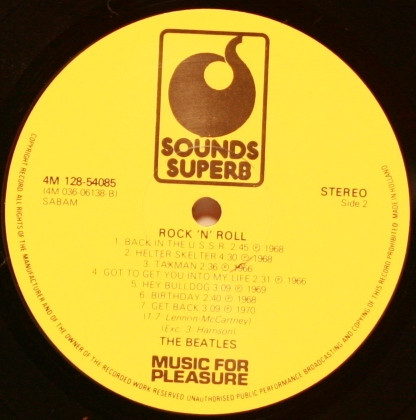 SOUNDS
SUPERB
4M 128-54085
(4M 036-06138-B)
SABAM
STEREO
Side 2
ROCK 'N' ROLL
1. BACK IN THE U.S.S.R. 2.45 ℗ 1968
2. HELTER SKELTER 4.30 ℗ 1968
3. TAXMAN 2.36 ℗ 1966
4. GOT TO GET YOU INTO MY LIFE 2.31 ℗ 1966
5. HEY BULLDOG 3.09 ℗ 1969
6. BIRTHDAY 2.40 ℗ 1968
7. GET BACK 3.09 ℗ 1970
(1-7: Lennon-McCartney)
(Exc. 3: Harrison)
THE BEATLES
MUSIC FOR
PLEASURE
COPYRIGHT RECORD ALL RIGHTS OF THE MANUFACTURER AND OF THE OWNER OF THE RECORDED WORK RESERVED UNAUTHORISED PUBLIC PERFORMANCE BROADCASTING AND COPYING OF THIS RECORD PROHIBITED MADE IN HOLLAND